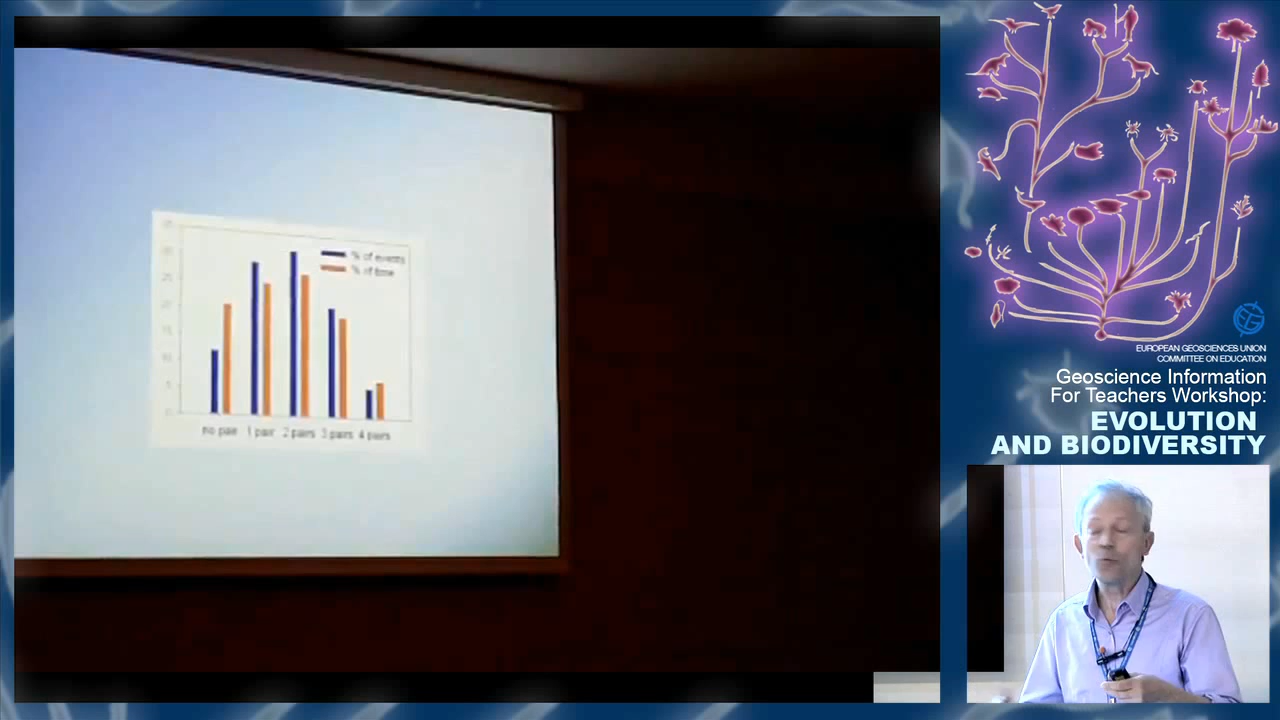 % of events
% of time
no pair 1 pair 2 pairs 3 pairs 4 pairs
EUROPEAN GEOSCIENCES UNION
COMMITTEE ON EDUCATION
Geoscience Information
For Teachers Workshop:
EVOLUTION
AND BIODIVERSITY